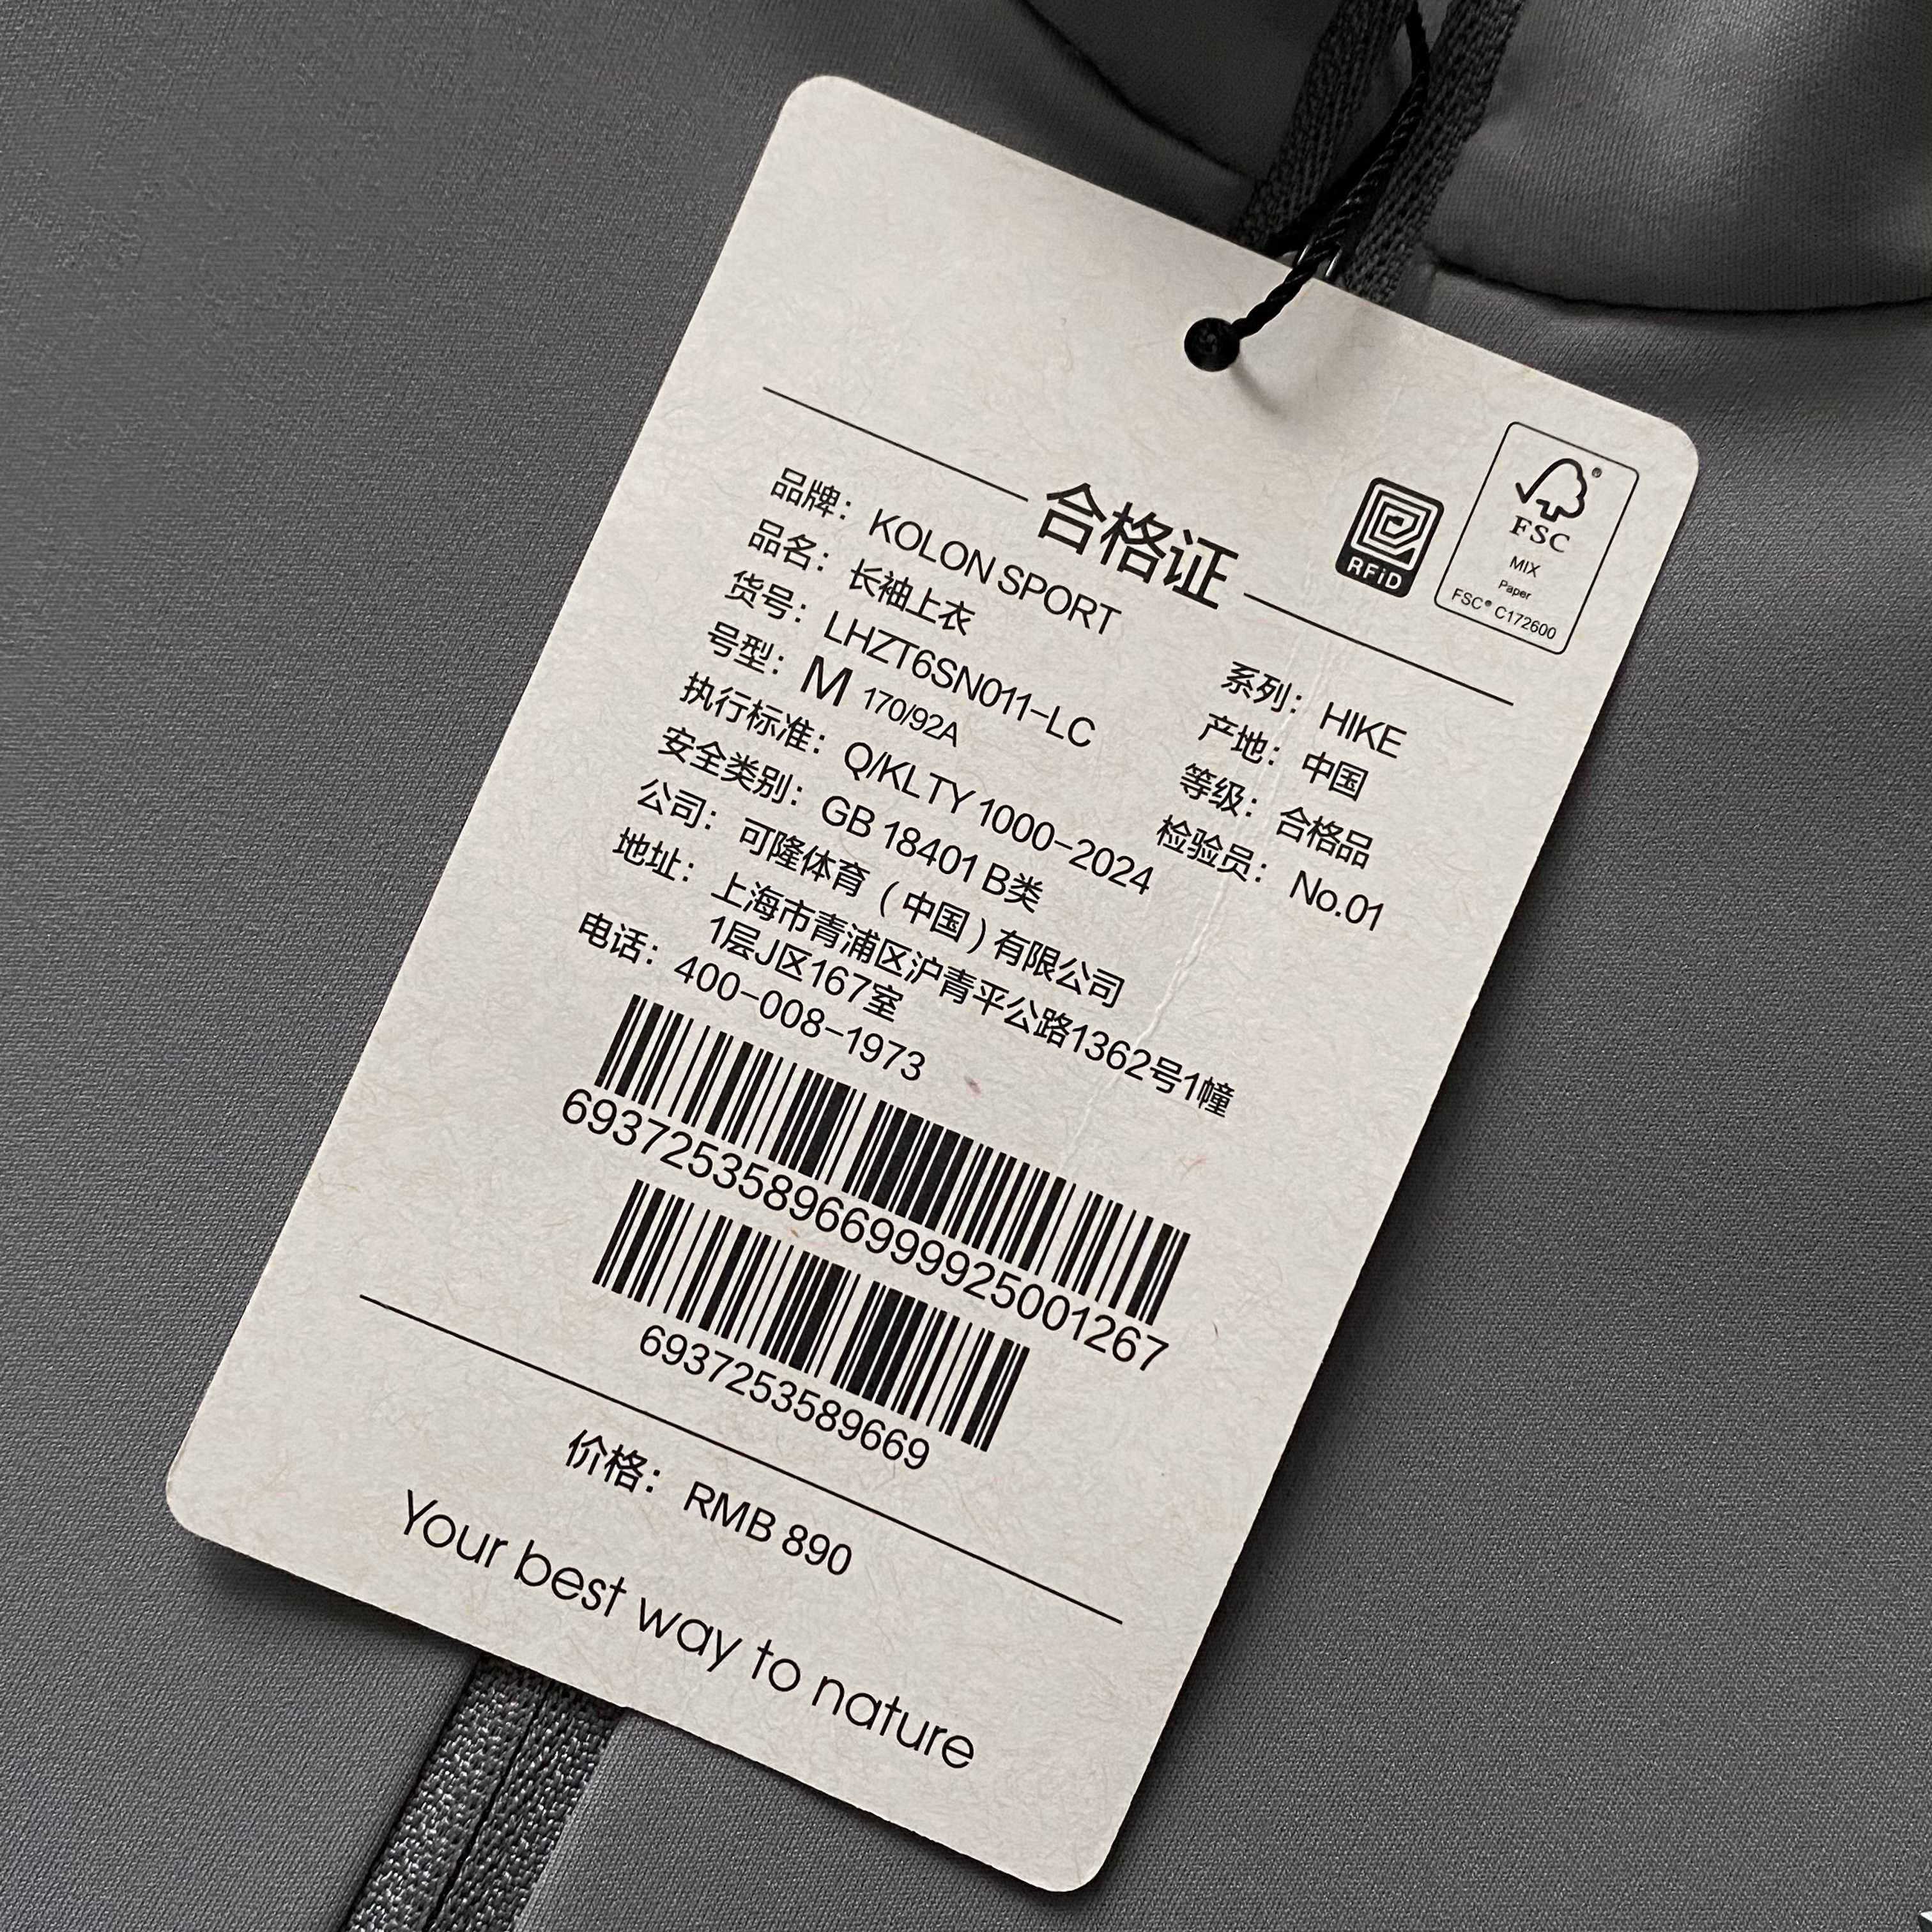 合格证
RFiD
FSC
MIX
Paper
FSC® C172600
品牌：KOLON SPORT
品名：长袖上衣
货号：LHZT6SN011-LC
号型：M 170/92A
执行标准：Q/KLTY 1000-2024
安全类别：GB 18401 B类
公司：可隆体育（中国）有限公司
地址：上海市青浦区沪青平公路1362号1幢
1层J区167室
电话：400-008-1973
系列：HIKE
产地：中国
等级：合格品
检验员：No.01
693725358966999925001267
6937253589669
价格：RMB 890
Your best way to nature